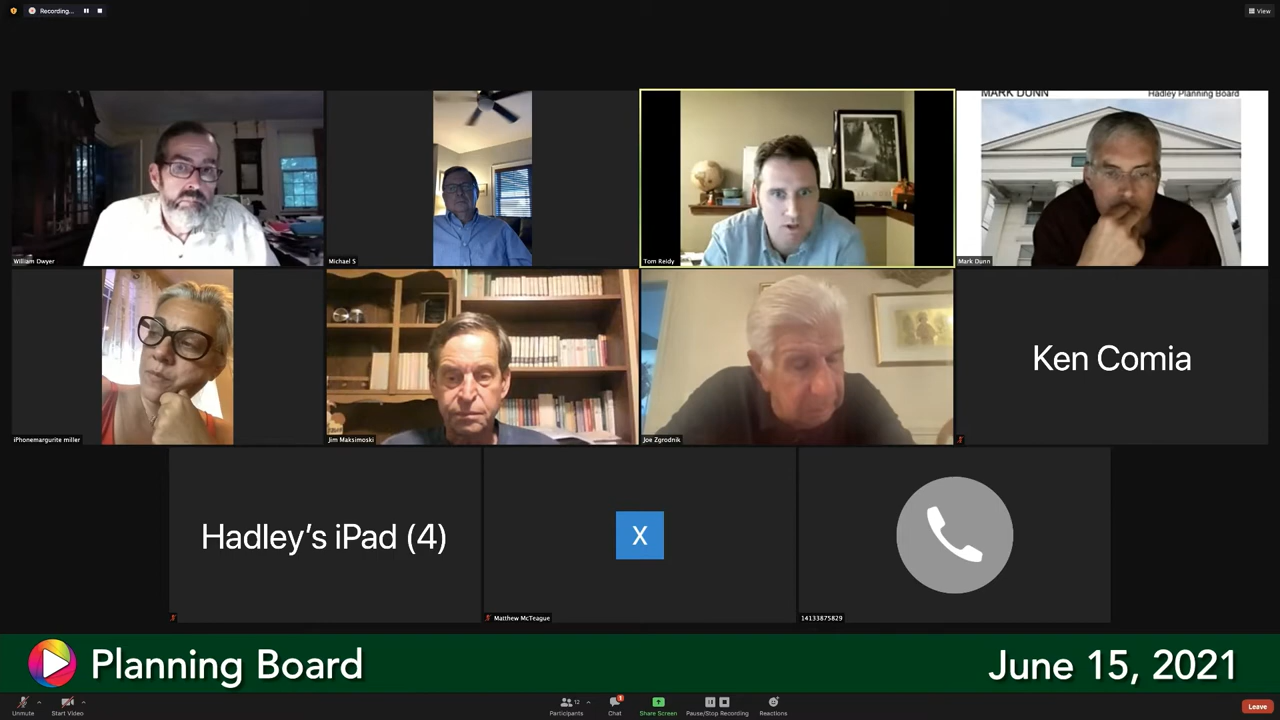 Recording...
View
MARK DUNN
Hadley Planning Board
William Dwyer
Michael S
Tom Reidy
Mark Dunn
iPhonemargurite miller
Jim Maksimoski
Joe Zgrodnik
Ken Comia
Hadley's iPad (4)
X
Matthew McTeague
14133875829
Planning Board
June 15, 2021
Unmute
Start Video
12
Participants
1
Chat
Share Screen
Pause/Stop Recording
Reactions
Leave